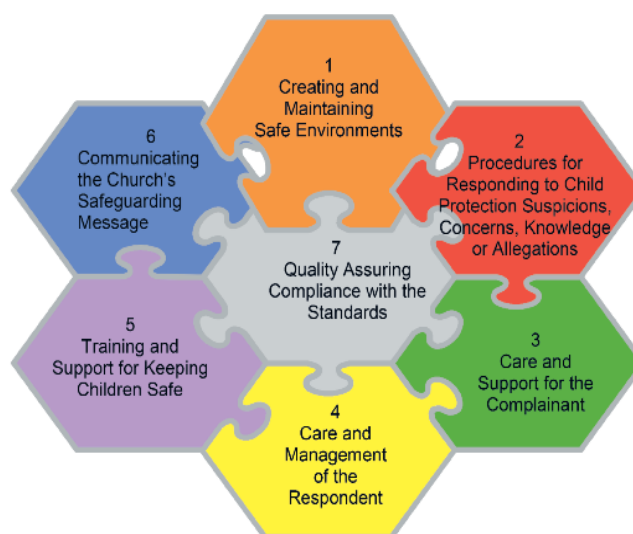 1
Creating and
Maintaining
Safe Environments
2
Procedures for
Responding to Child
Protection Suspicions,
Concerns, Knowledge
or Allegations
3
Care and
Support for the
Complainant
4
Care and
Management
of the
Respondent
5
Training and
Support for Keeping
Children Safe
6
Communicating
the Church's
Safeguarding
Message
7
Quality Assuring
Compliance with the
Standards